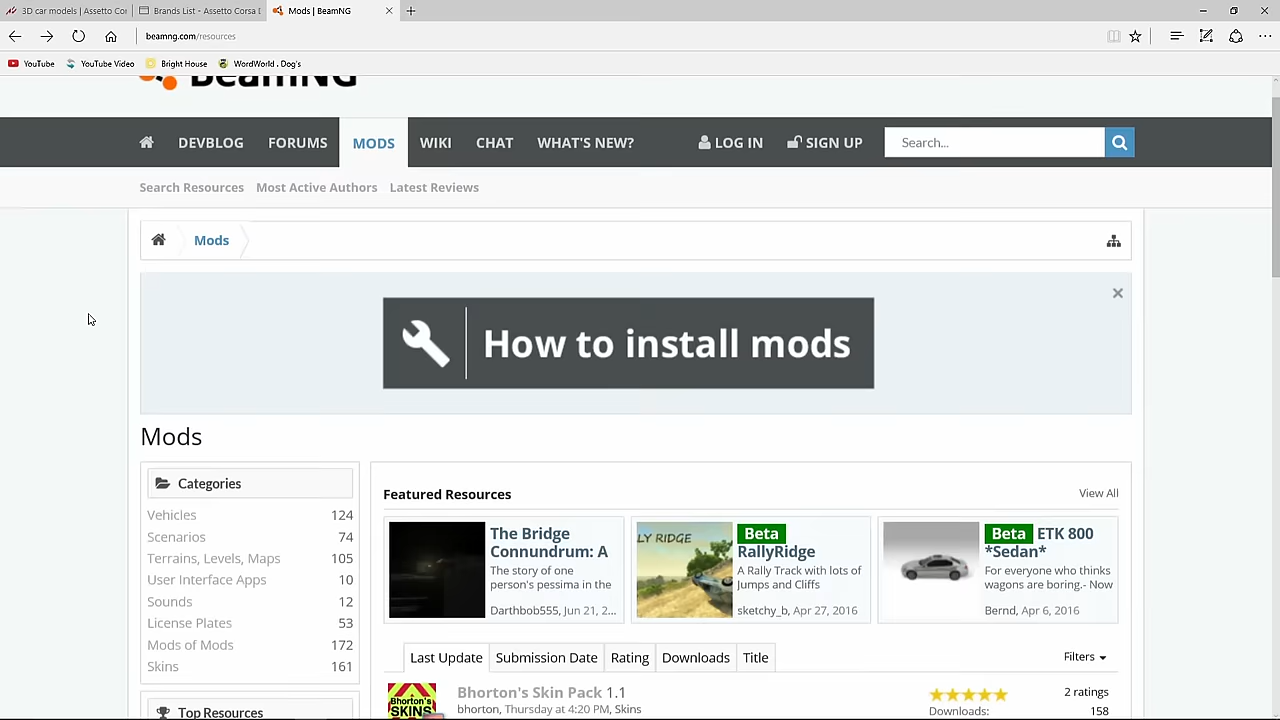 3D car models | Assetto Cor
Brands List - Assetto Corsa D
Mods | BeamNG
beamng.com/resources
YouTube
YouTube Video
Bright House
WordWorld . Dog's
BeamNG
DEVBLOG
FORUMS
MODS
WIKI
CHAT
WHAT'S NEW?
LOG IN
SIGN UP
Search...
Search Resources
Most Active Authors
Latest Reviews
Mods
How to install mods
Mods
Categories
Vehicles 124
Scenarios 74
Terrains, Levels, Maps 105
User Interface Apps 10
Sounds 12
License Plates 53
Mods of Mods 172
Skins 161
Top Resources
Featured Resources
View All
The Bridge
Connundrum: A
The story of one
person's pessima in the
Darthbob555, Jun 21, 2...
LY RIDGE
Beta
RallyRidge
A Rally Track with lots of
Jumps and Cliffs
sketchy_b, Apr 27, 2016
Beta ETK 800
*Sedan*
For everyone who thinks
wagons are boring.- Now
Bernd, Apr 6, 2016
Last Update
Submission Date
Rating
Downloads
Title
Filters
Bhorton's
SKINS
Bhorton's Skin Pack 1.1
bhorton, Thursday at 4:20 PM, Skins
2 ratings
Downloads: 158